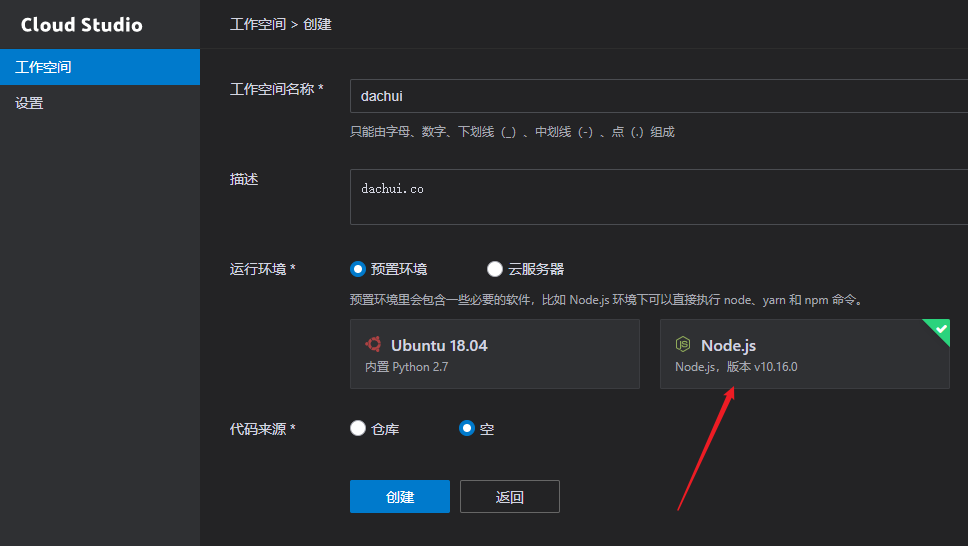 Cloud Studio
工作空间 > 创建
工作空间
设置
工作空间名称 *
dachui
只能由字母、数字、下划线（_）、中划线（-）、点（.）组成
描述
dachui.co
运行环境 *
预置环境
云服务器
预置环境里会包含一些必要的软件，比如 Node.js 环境下可以直接执行 node、yarn 和 npm 命令。
Ubuntu 18.04
内置 Python 2.7
JS
Node.js
Node.js，版本 v10.16.0
代码来源 *
仓库
空
创建
返回